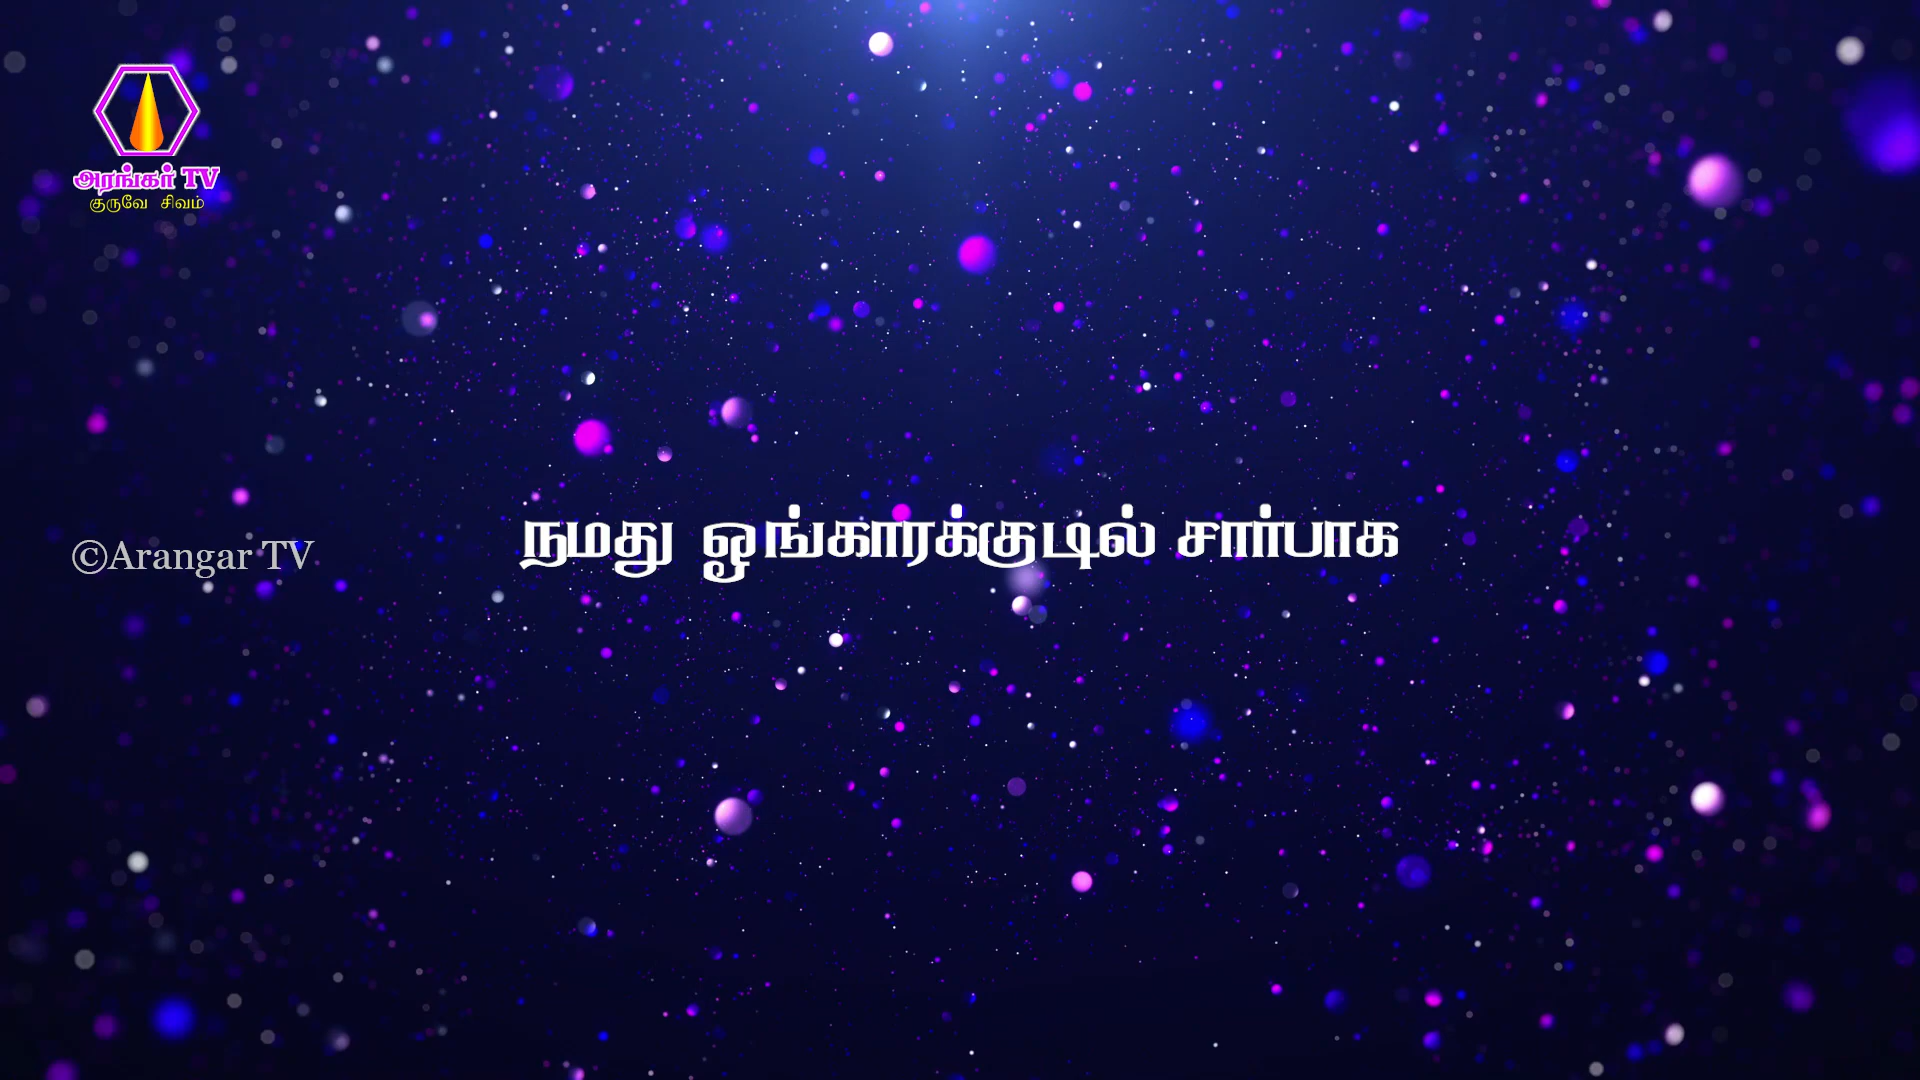 அரங்கர் TV
குருவே சிவம்
©Arangar TV
நமது ஓங்காரக்குடில் சார்பாக